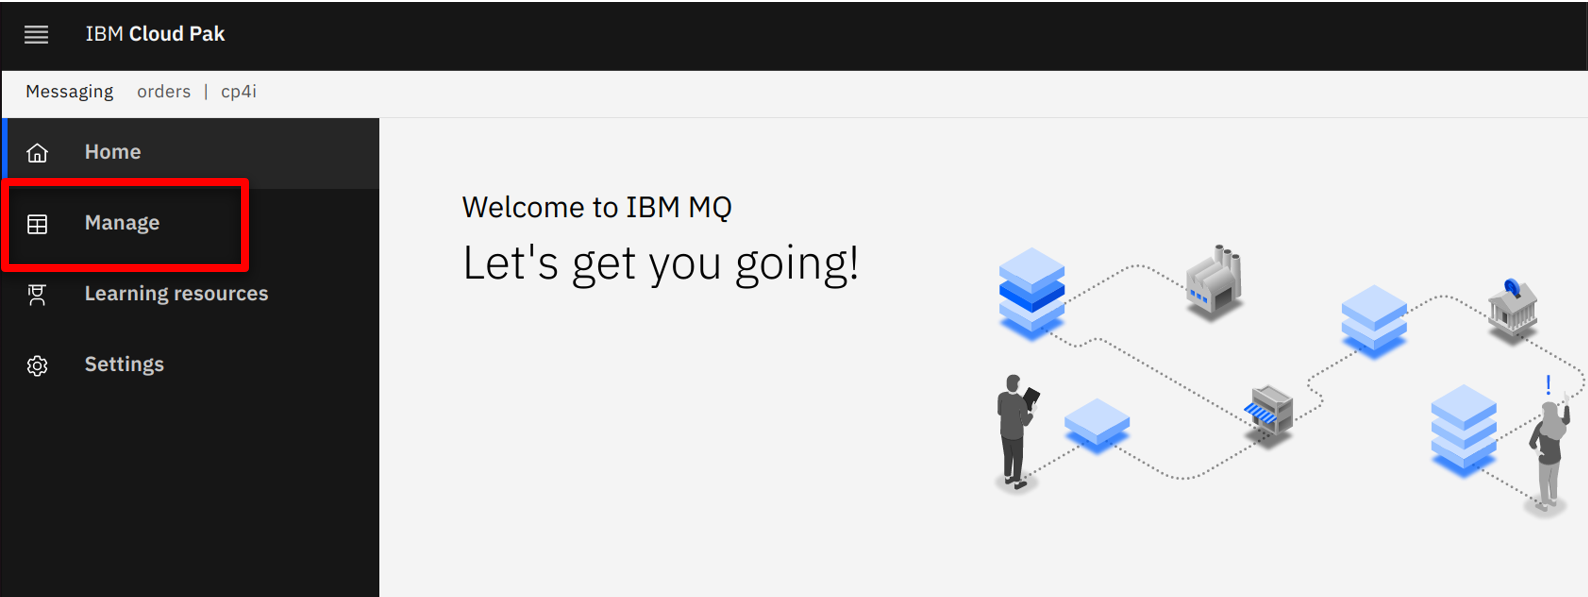 IBM Cloud Pak
Messaging orders | cp4i
Home
Manage
Learning resources
Settings
Welcome to IBM MQ
Let's get you going!
!